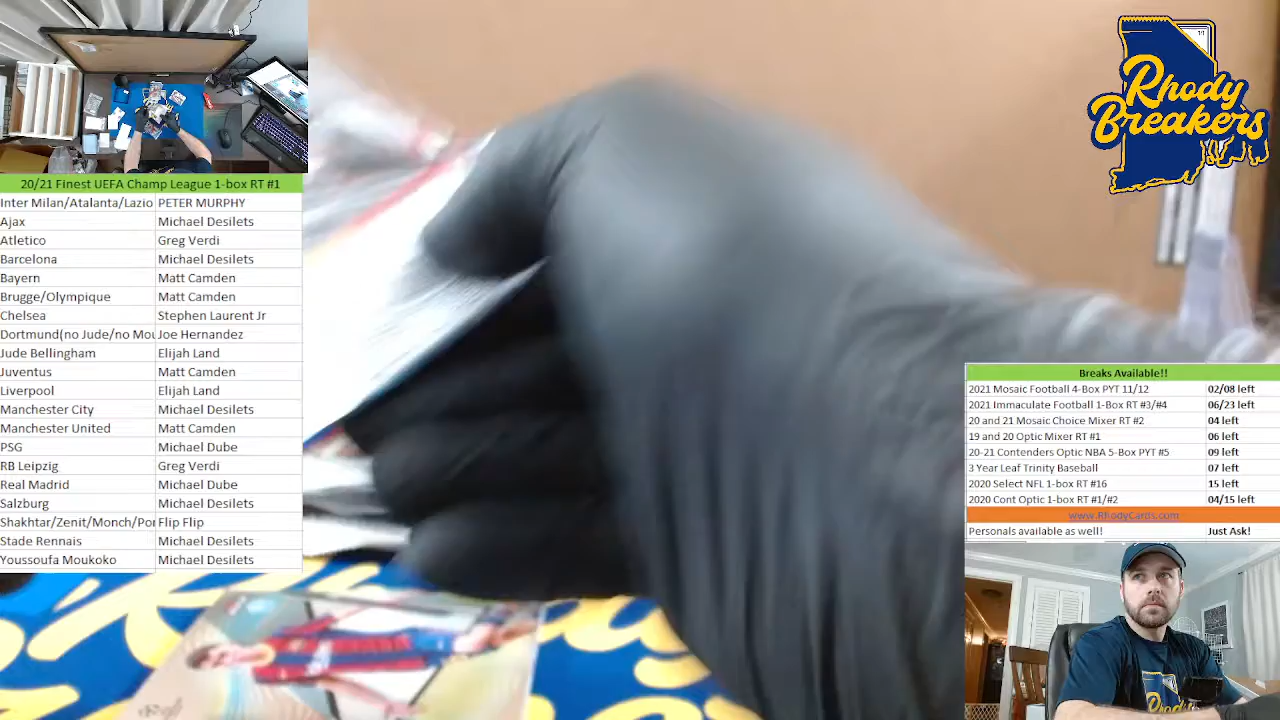 20/21 Finest UEFA Champ League 1-box RT #1
Inter Milan/Atalanta/Lazio PETER MURPHY
Ajax Michael Desilets
Atletico Greg Verdi
Barcelona Michael Desilets
Bayern Matt Camden
Brugge/Olympique Matt Camden
Chelsea Stephen Laurent Jr
Dortmund(no Jude/no Mou Joe Hernandez
Jude Bellingham Elijah Land
Juventus Matt Camden
Liverpool Elijah Land
Manchester City Michael Desilets
Manchester United Matt Camden
PSG Michael Dube
RB Leipzig Greg Verdi
Real Madrid Michael Dube
Salzburg Michael Desilets
Shakhtar/Zenit/Monch/Por Flip Flip
Stade Rennais Michael Desilets
Youssoufa Moukoko Michael Desilets
Rhody
Breakers
Breaks Available!!
2021 Mosaic Football 4-Box PYT 11/12 02/08 left
2021 Immaculate Football 1-Box RT #3/#4 06/23 left
20 and 21 Mosaic Choice Mixer RT #2 04 left
19 and 20 Optic Mixer RT #1 06 left
20-21 Contenders Optic NBA 5-Box PYT #5 09 left
3 Year Leaf Trinity Baseball 07 left
2020 Select NFL 1-box RT #16 15 left
2020 Cont Optic 1-box RT #1/#2 04/15 left
www.RhodyCards.com
Personals available as well! Just Ask!